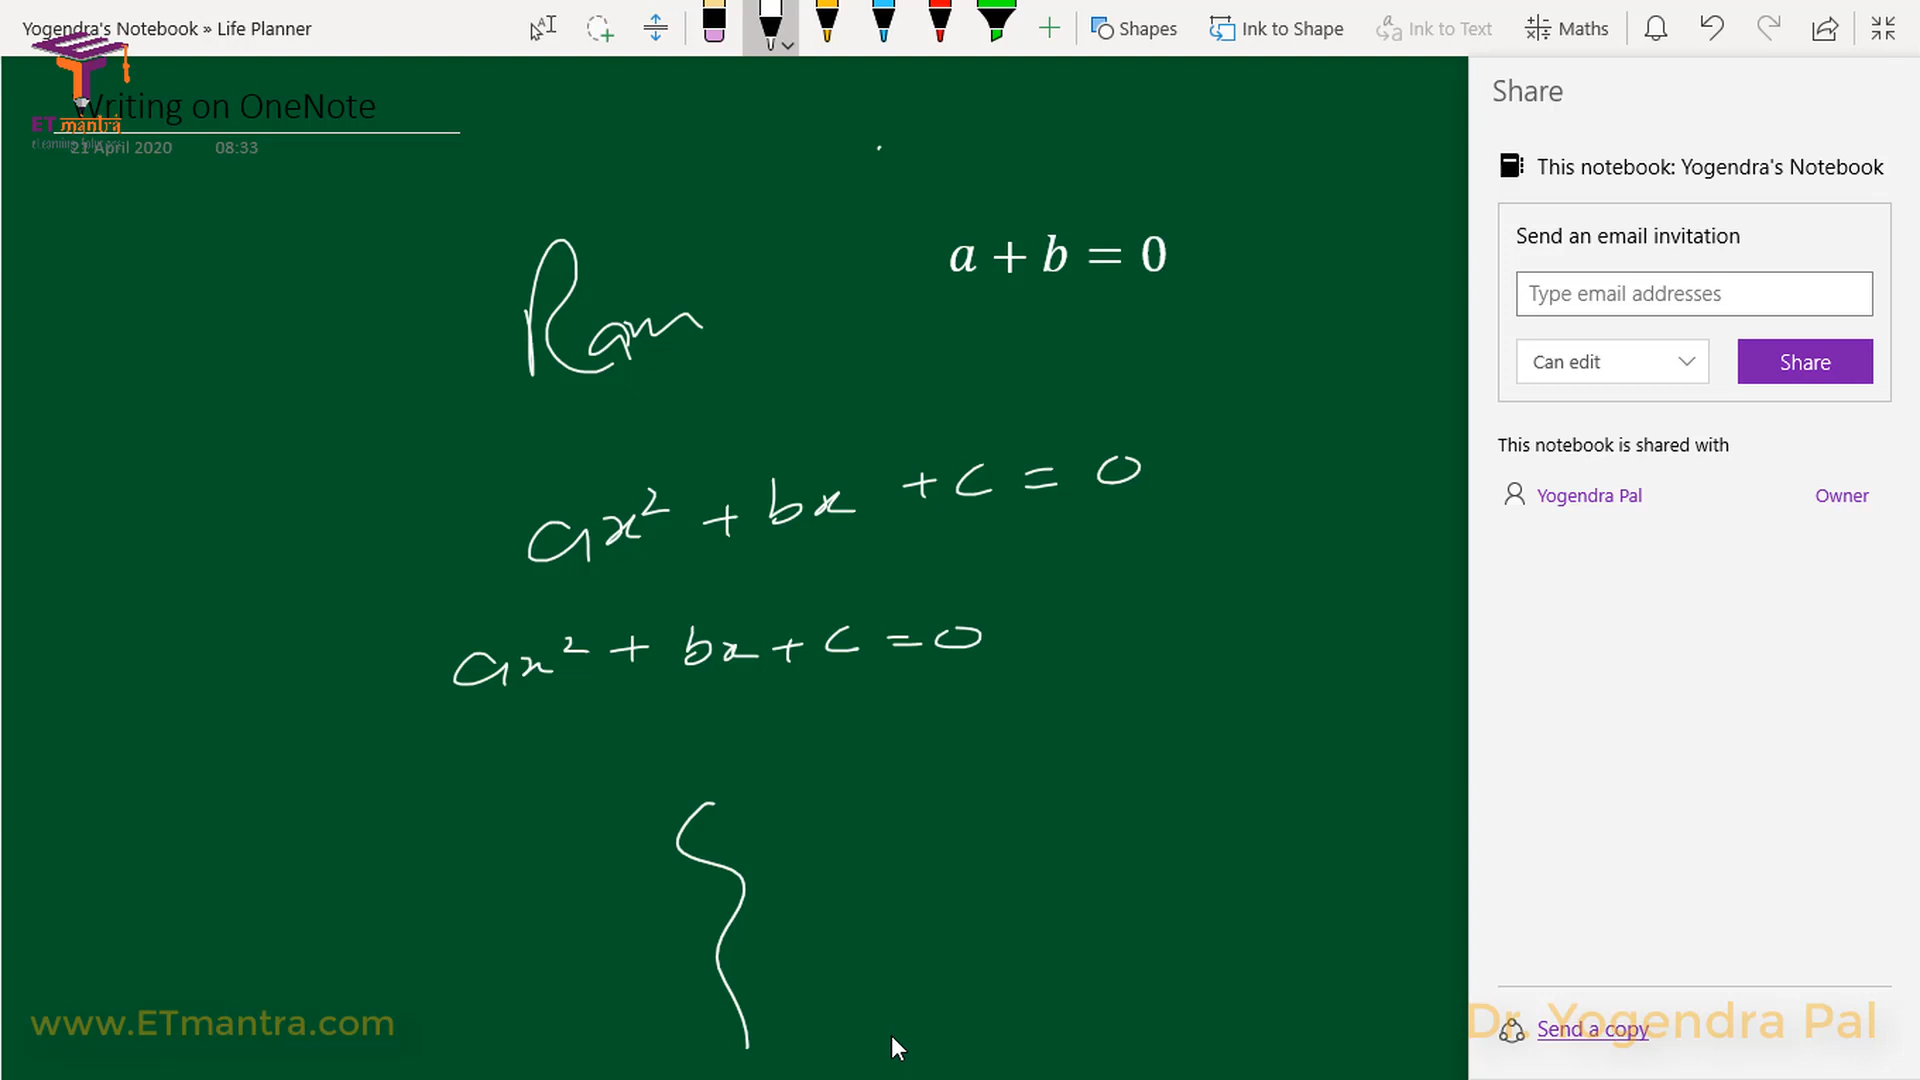 Yogendra's Notebook » Life Planner
Shapes
Ink to Shape
Ink to Text
Maths
Writing on OneNote
ET mantra
21 April 2020 08:33
Ram
a + b = 0
ax² + bx + c = 0
ax² + bx + c = 0
www.ETmantra.com
Share
This notebook: Yogendra's Notebook
Send an email invitation
Type email addresses
Can edit
Share
This notebook is shared with
Yogendra Pal Owner
Send a copy
Dr. Yogendra Pal